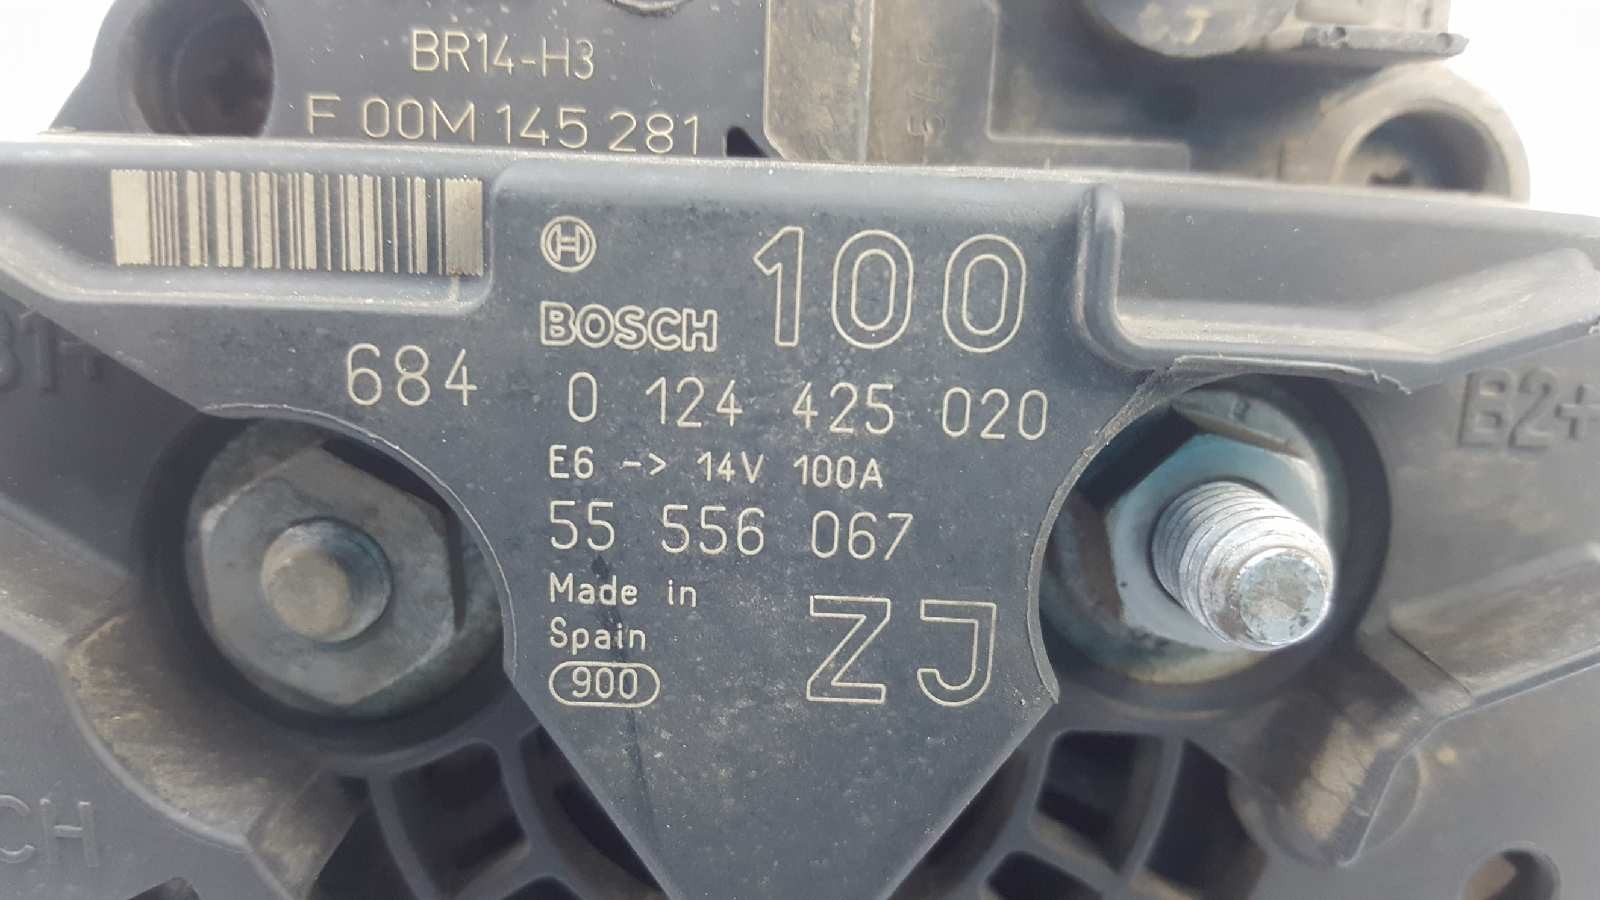 BR14-H3
F 00M 145 281
BOSCH 100
684 0 124 425 020
E6 -> 14V 100A
55 556 067
Made in
Spain
900
ZJ
B2+
CH